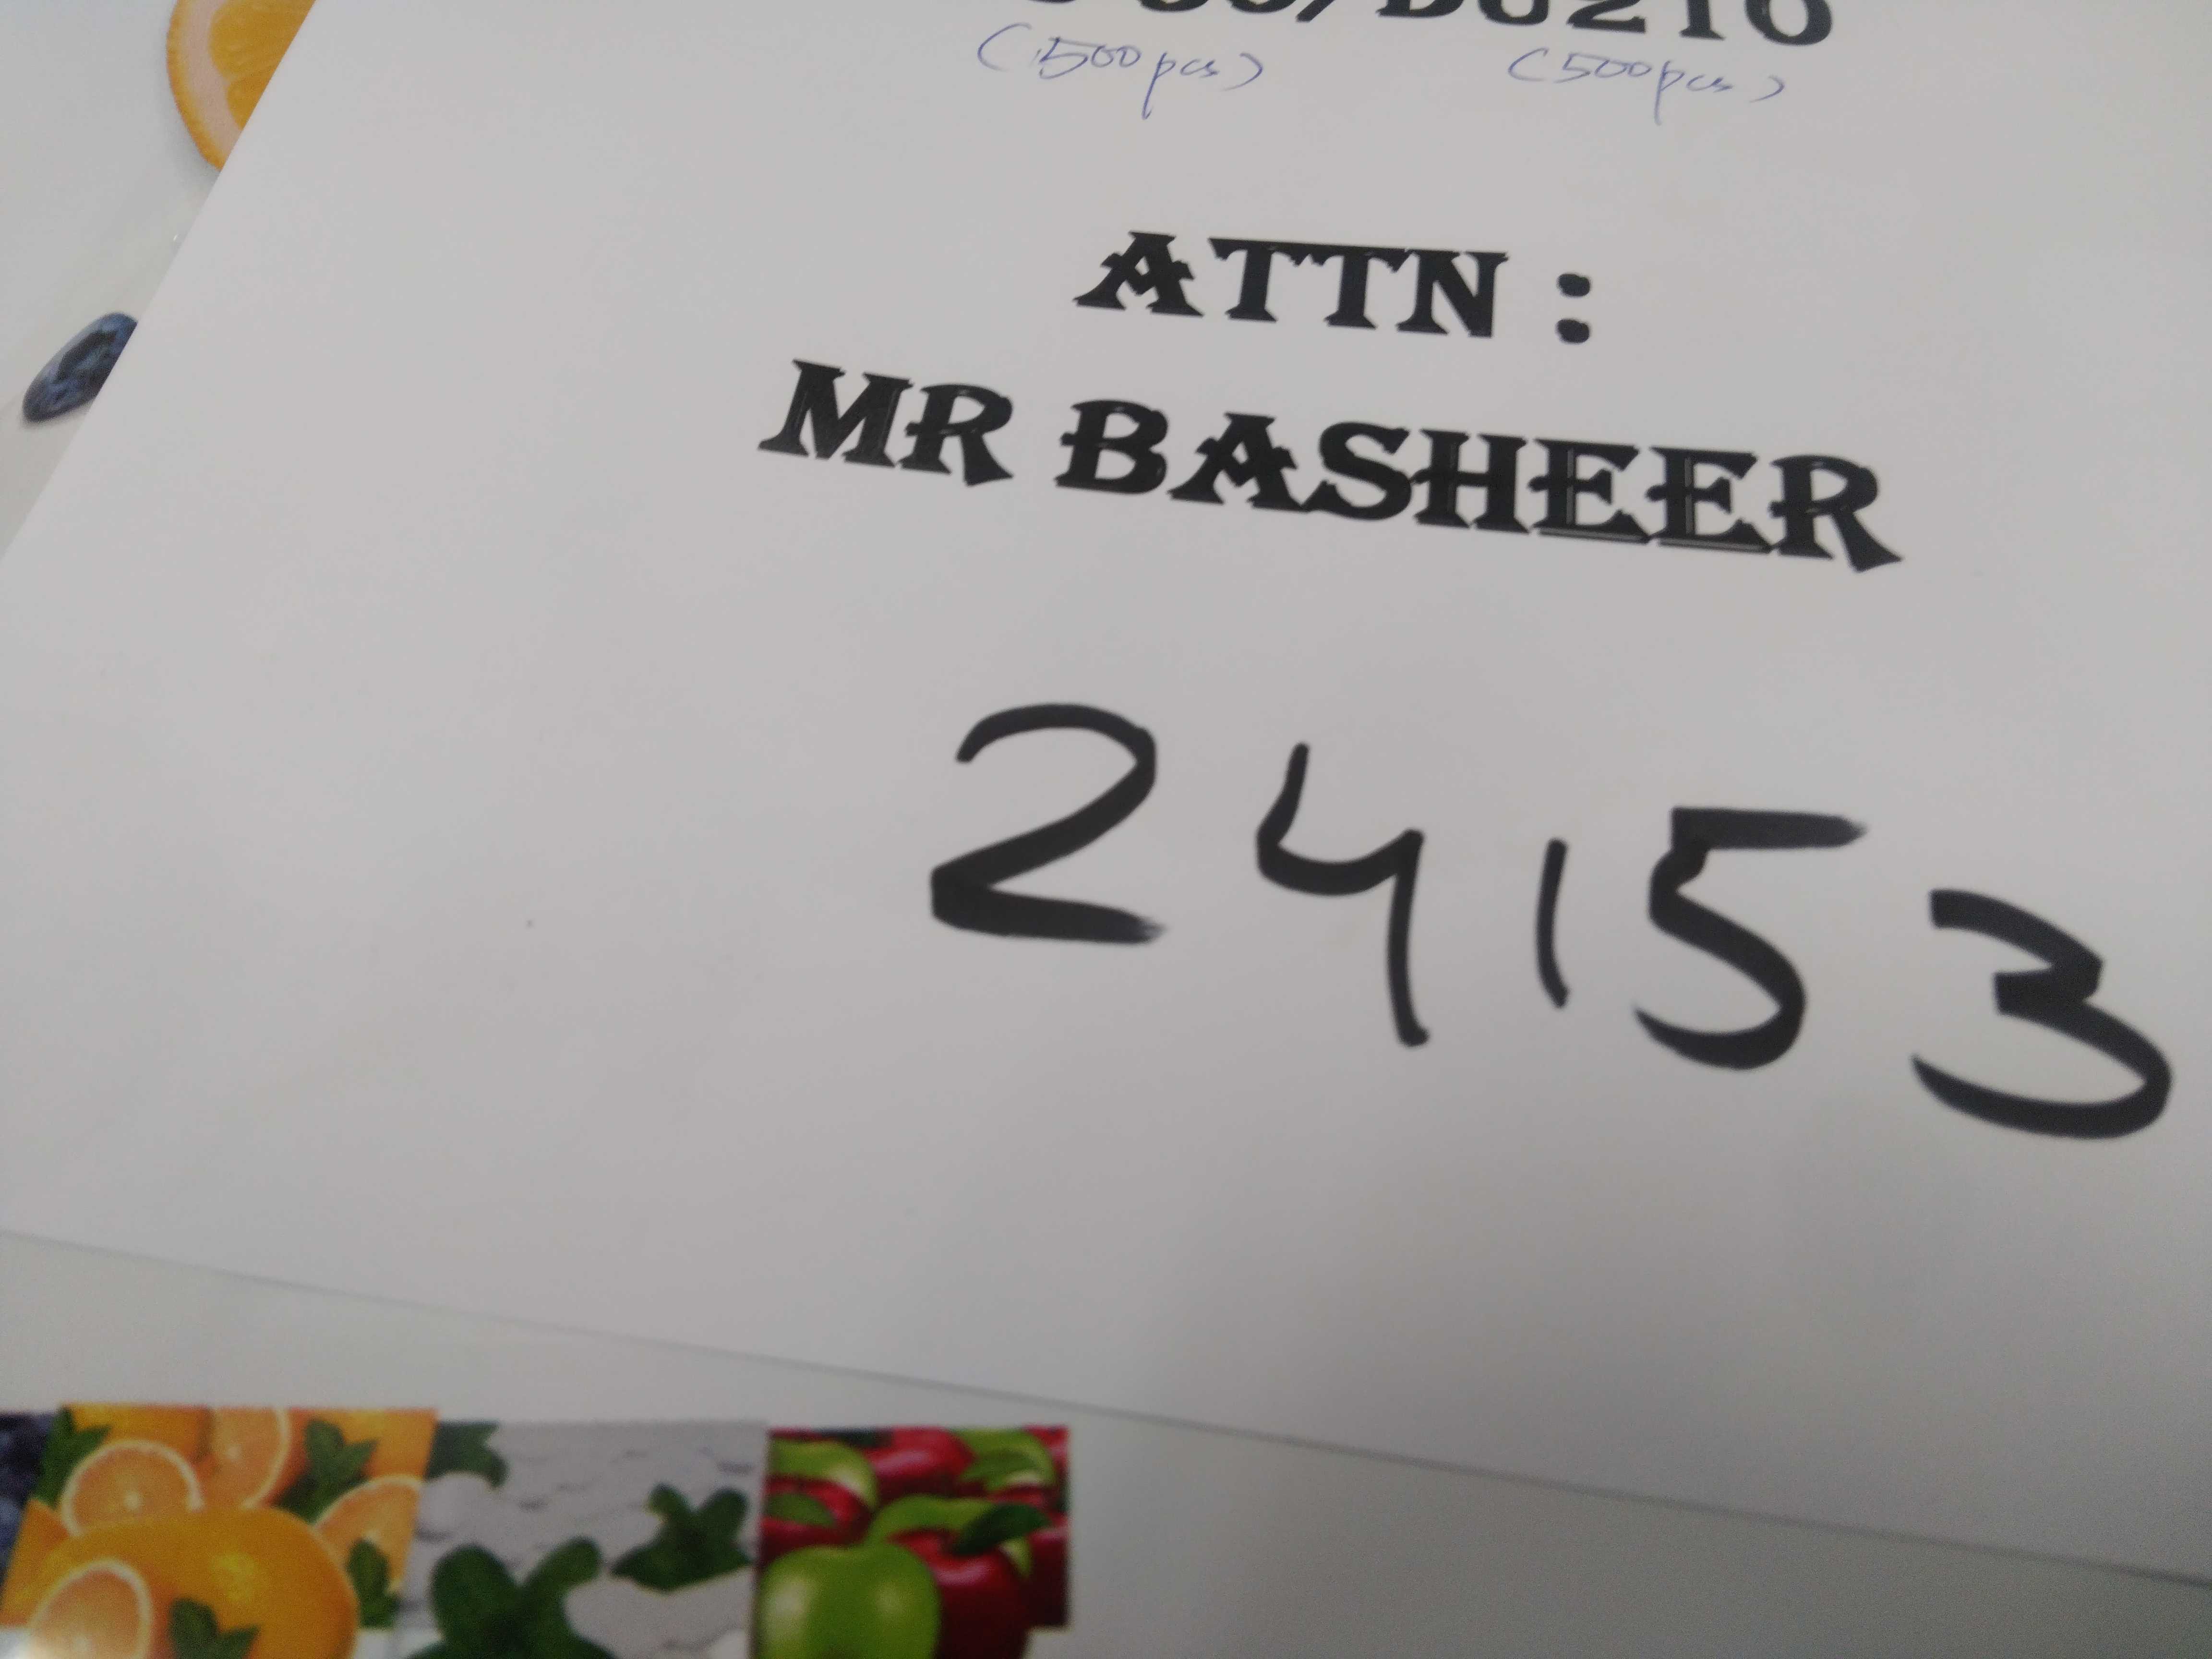 (500pcs) (500pcs)
ATTN :
MR BASHEER
24153